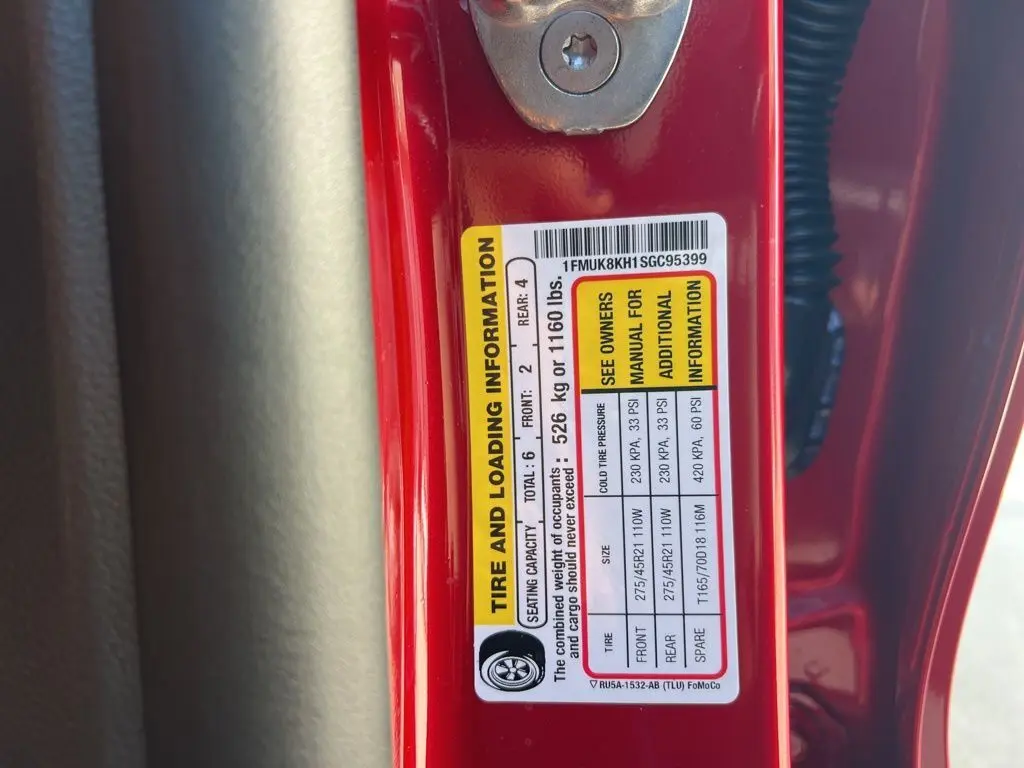 1FMUK8KH1SGC95399
TIRE AND LOADING INFORMATION
SEATING CAPACITY TOTAL: 6 FRONT: 2 REAR: 4
The combined weight of occupants and cargo should never exceed: 526 kg or 1160 lbs.
TIRE SIZE COLD TIRE PRESSURE
FRONT 275/45R21 110W 230 KPA, 33 PSI
REAR 275/45R21 110W 230 KPA, 33 PSI
SPARE T165/70D18 116M 420 KPA, 60 PSI
SEE OWNERS
MANUAL FOR
ADDITIONAL
INFORMATION
RU5A-1532-AB (TLU) FoMoCo